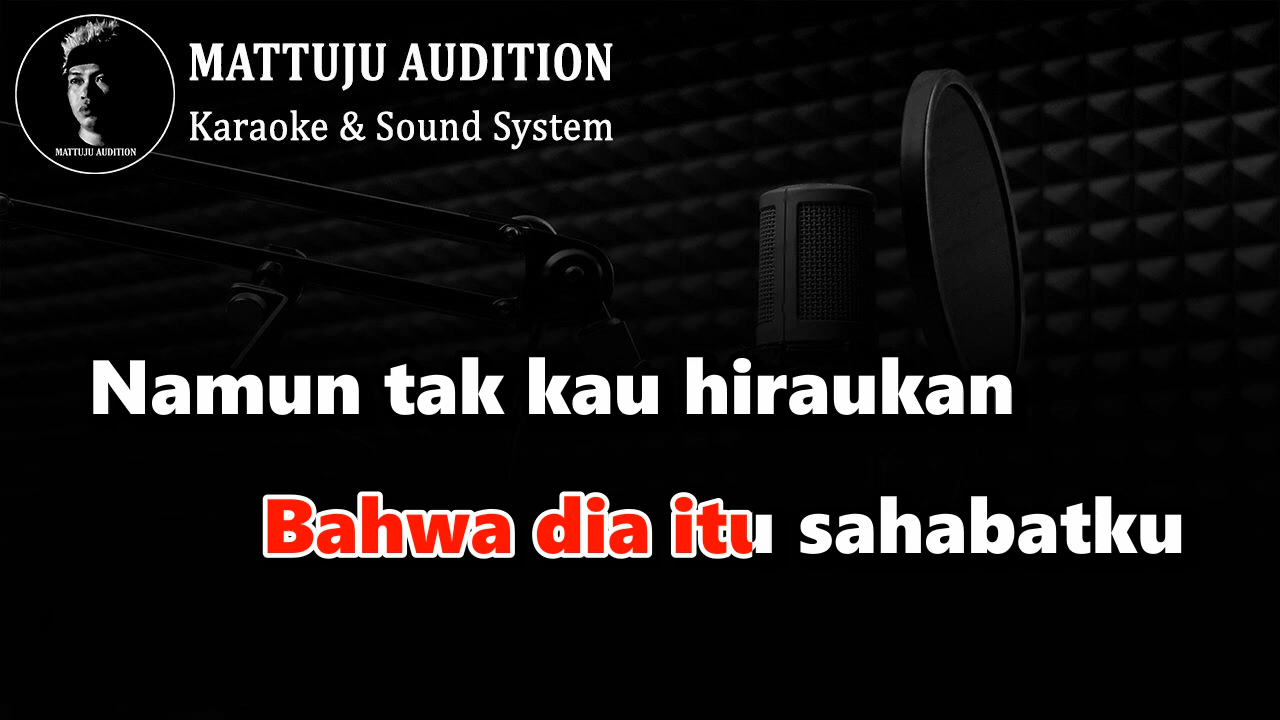 MATTUJU AUDITION
Karaoke & Sound System
MATTUJU AUDITION
Namun tak kau hiraukan
Bahwa dia itu sahabatku